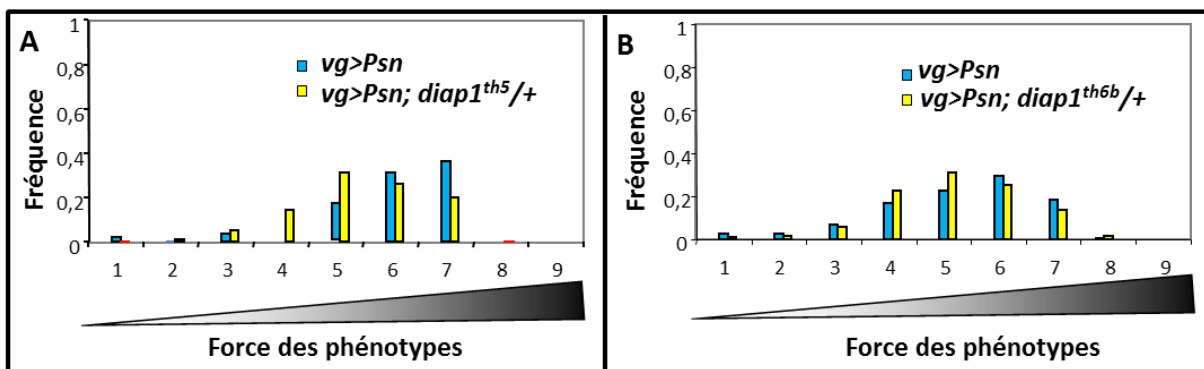 A
1
0,8
0,6
0,4
0,2
0
Fréquence
vg>Psn
vg>Psn; diap1th5/+
1 2 3 4 5 6 7 8 9
Force des phénotypes
B
1
0,8
0,6
0,4
0,2
0
Fréquence
vg>Psn
vg>Psn; diap1th6b/+
1 2 3 4 5 6 7 8 9
Force des phénotypes